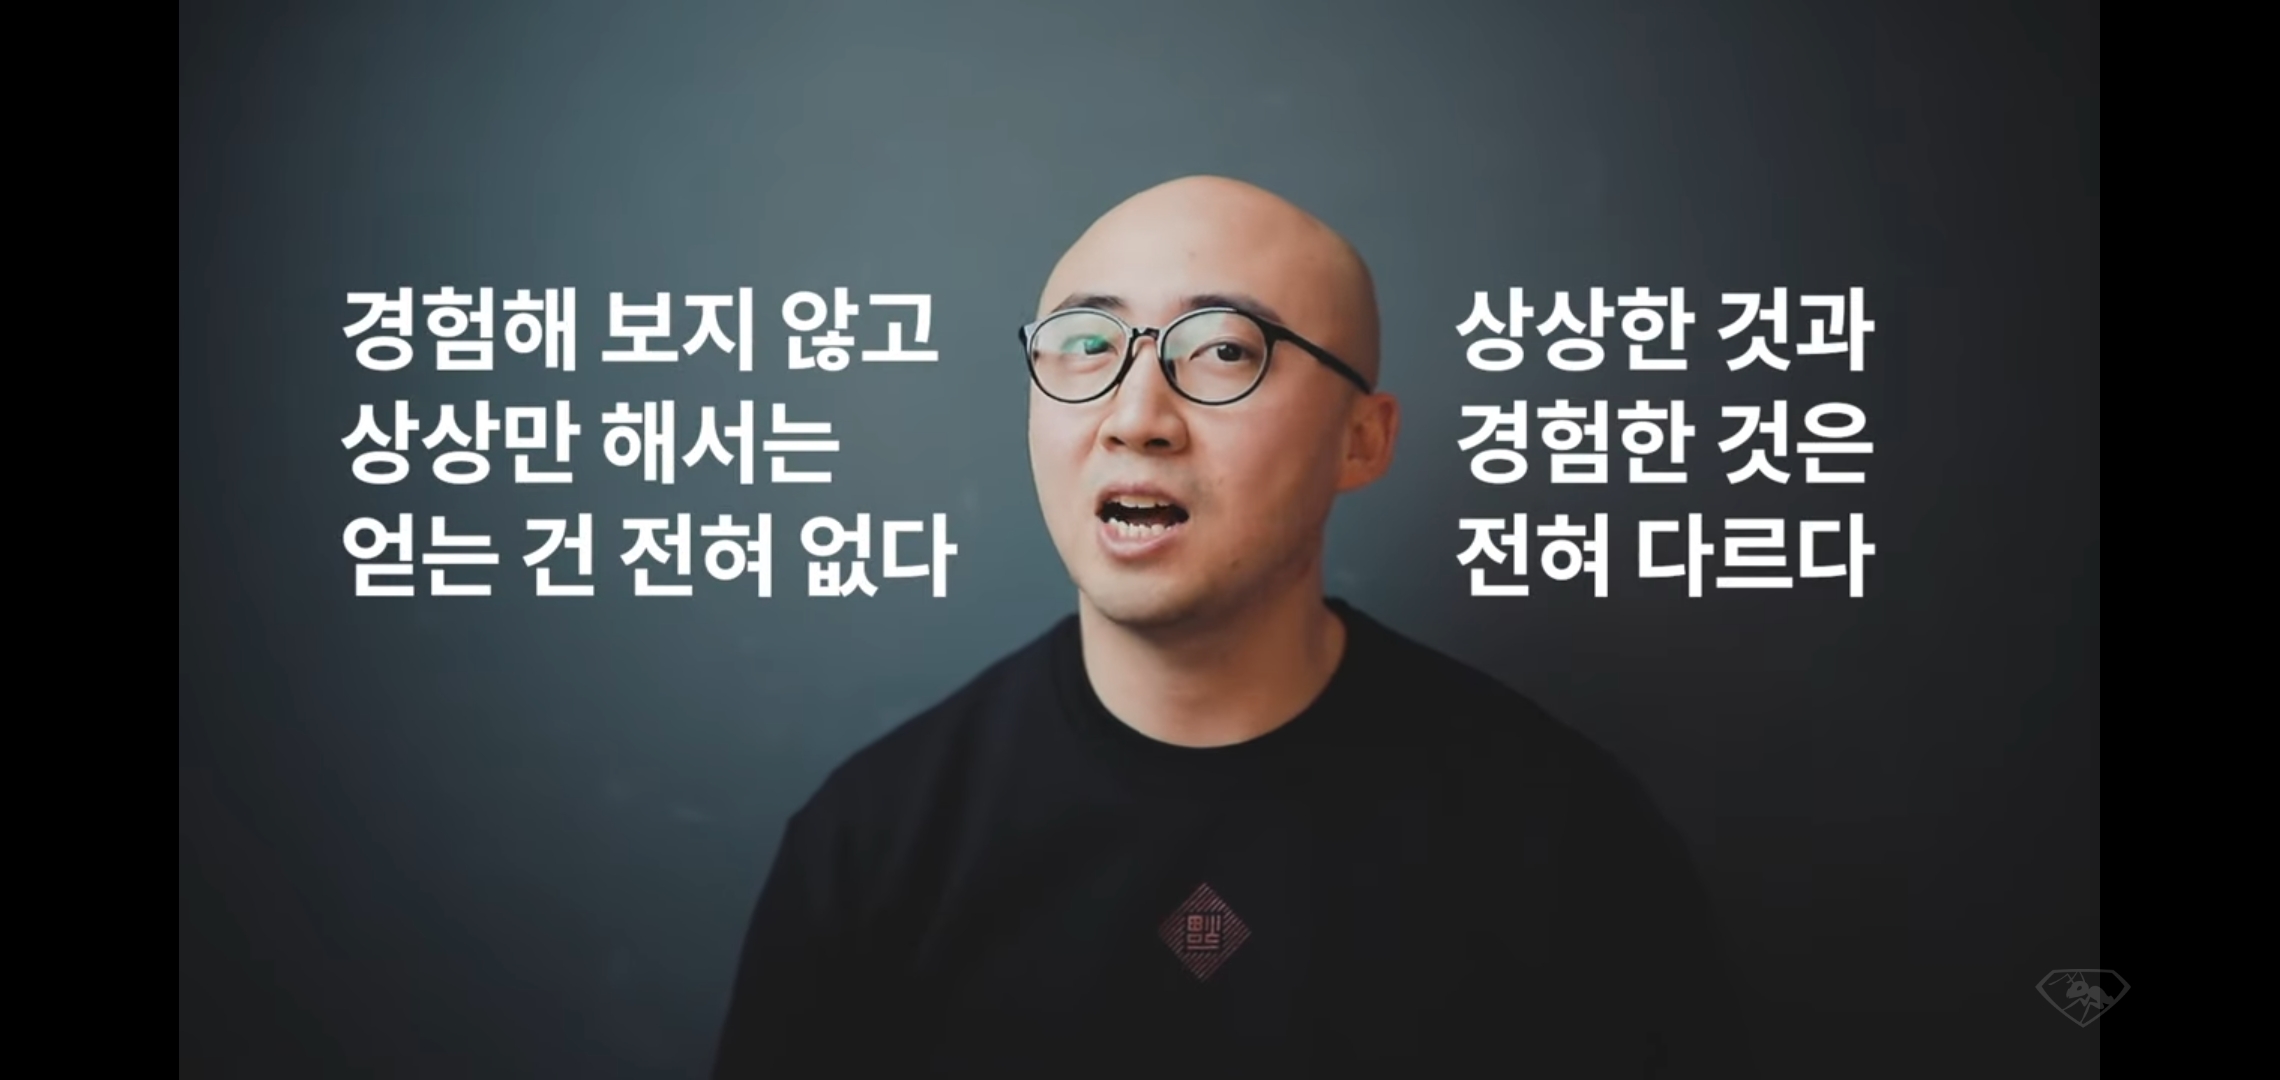 경험해 보지 않고
상상만 해서는
얻는 건 전혀 없다
상상한 것과
경험한 것은
전혀 다르다